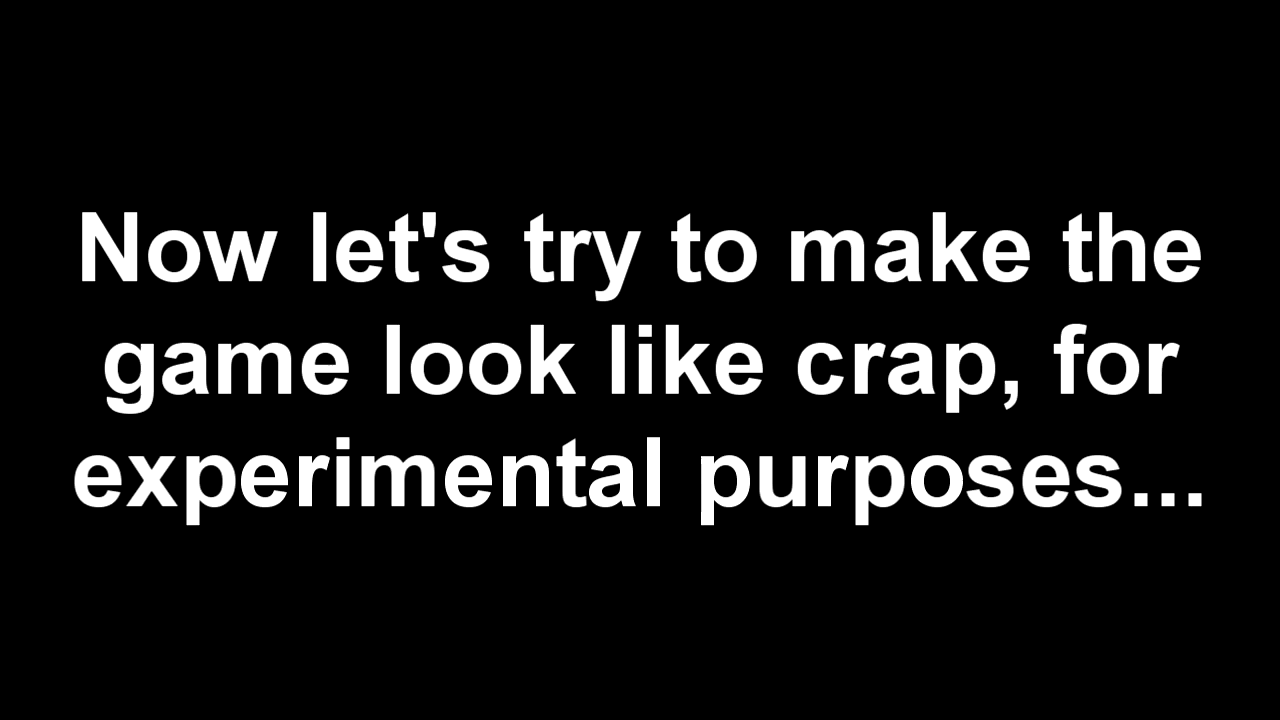 Now let's try to make the
game look like crap, for
experimental purposes...